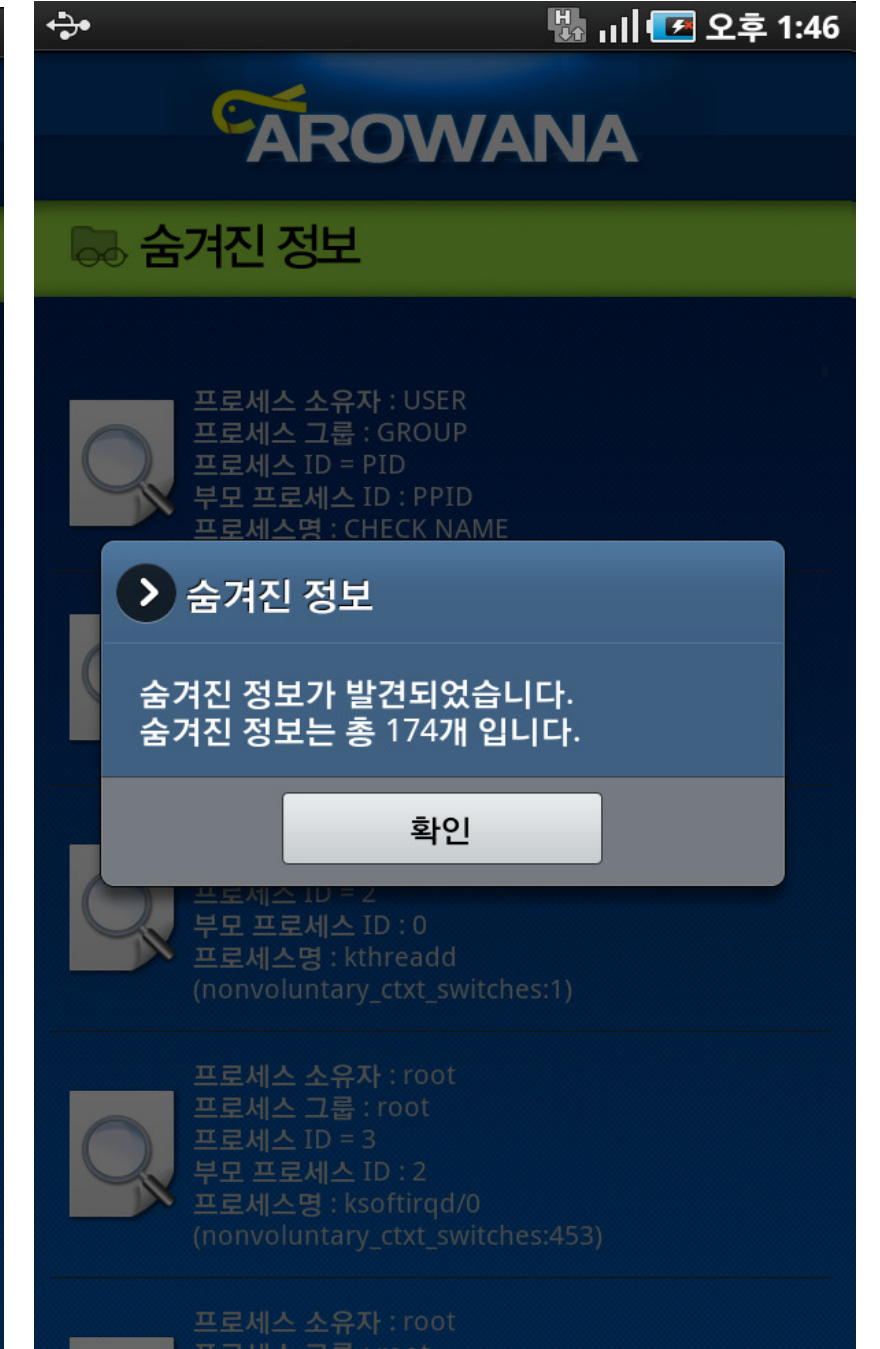 H
오후 1:46
AROWANA
숨겨진 정보
프로세스 소유자 : USER
프로세스 그룹 : GROUP
프로세스 ID = PID
부모 프로세스 ID : PPID
프로세스명 : CHECK NAME
숨겨진 정보
숨겨진 정보가 발견되었습니다.
숨겨진 정보는 총 174개 입니다.
확인
프로세스 ID = 2
부모 프로세스 ID : 0
프로세스명 : kthreadd
(nonvoluntary_ctxt_switches:1)
프로세스 소유자 : root
프로세스 그룹 : root
프로세스 ID = 3
부모 프로세스 ID : 2
프로세스명 : ksoftirqd/0
(nonvoluntary_ctxt_switches:453)
프로세스 소유자 : root